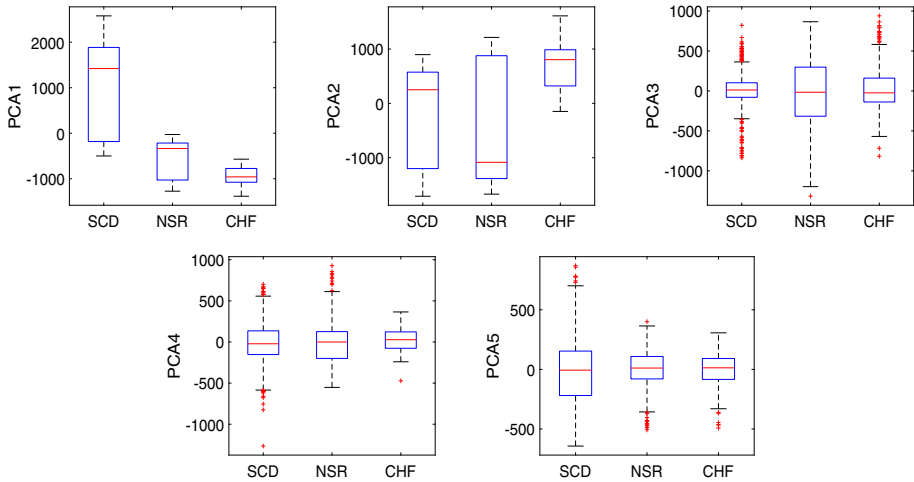 PCA1
2000
1000
0
-1000
SCD NSR CHF
PCA2
1000
0
-1000
SCD NSR CHF
PCA3
1000
500
0
-500
-1000
SCD NSR CHF
PCA4
1000
500
0
-500
-1000
SCD NSR CHF
PCA5
500
0
-500
SCD NSR CHF